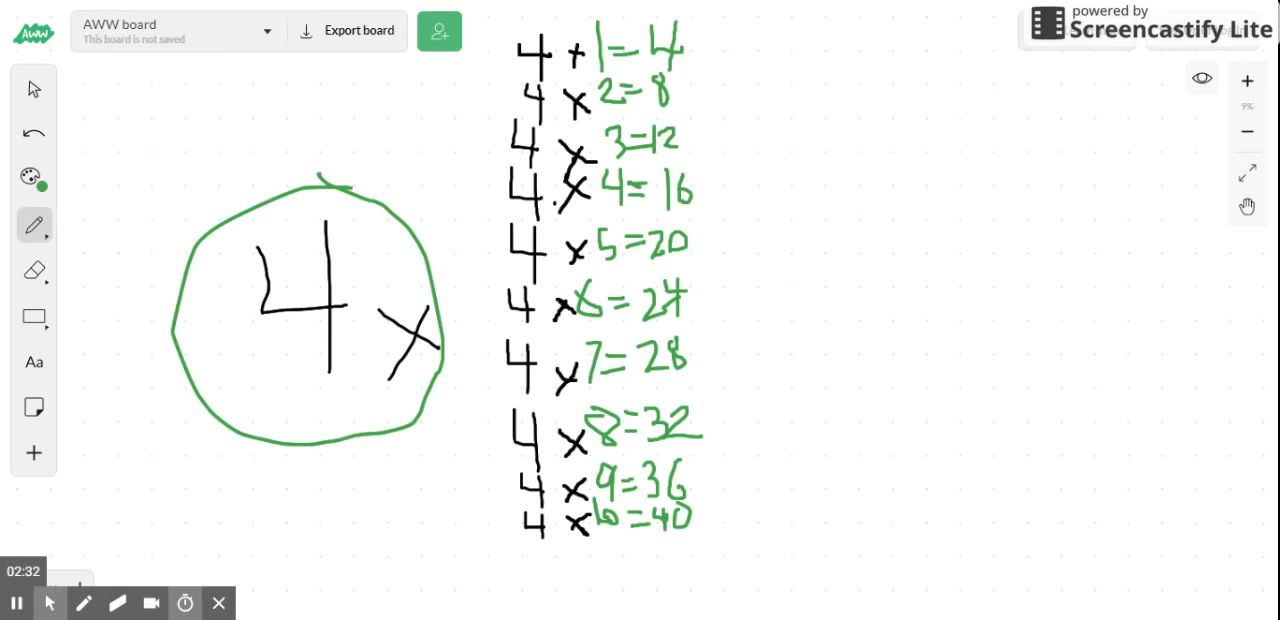 powered by
Screencastify Lite
AWW
AWW board
This board is not saved
Export board
9%
Aa
4 x
4 + 1 = 4
4 x 2 = 8
4 x 3 = 12
4 . x 4 = 16
4 x 5 = 20
4 x 6 = 24
4 x 7 = 28
4 x 8 = 32
4 x 9 = 36
4 x 10 = 40
02:32